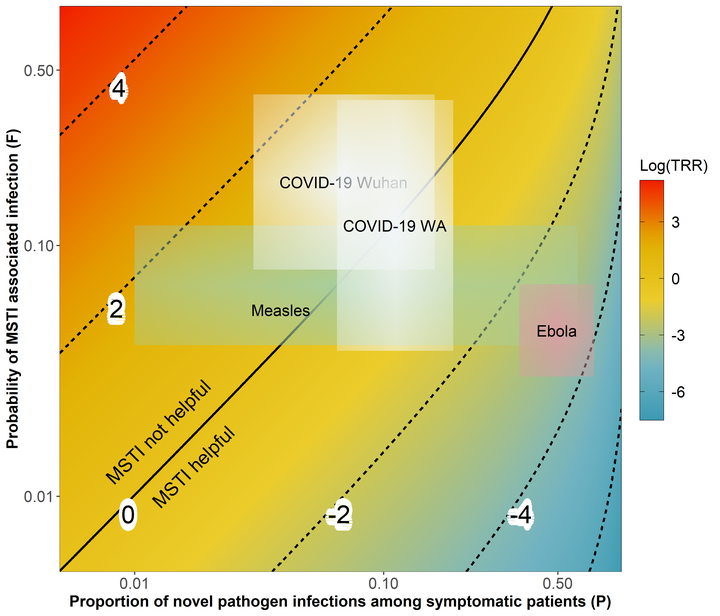 Probability of MSTI associated infection (F)
0.50
0.10
0.01
4
2
0
-2
-4
COVID-19 Wuhan
COVID-19 WA
Measles
Ebola
MSTI not helpful
MSTI helpful
0.01
0.10
0.50
Proportion of novel pathogen infections among symptomatic patients (P)
Log(TRR)
3
0
-3
-6